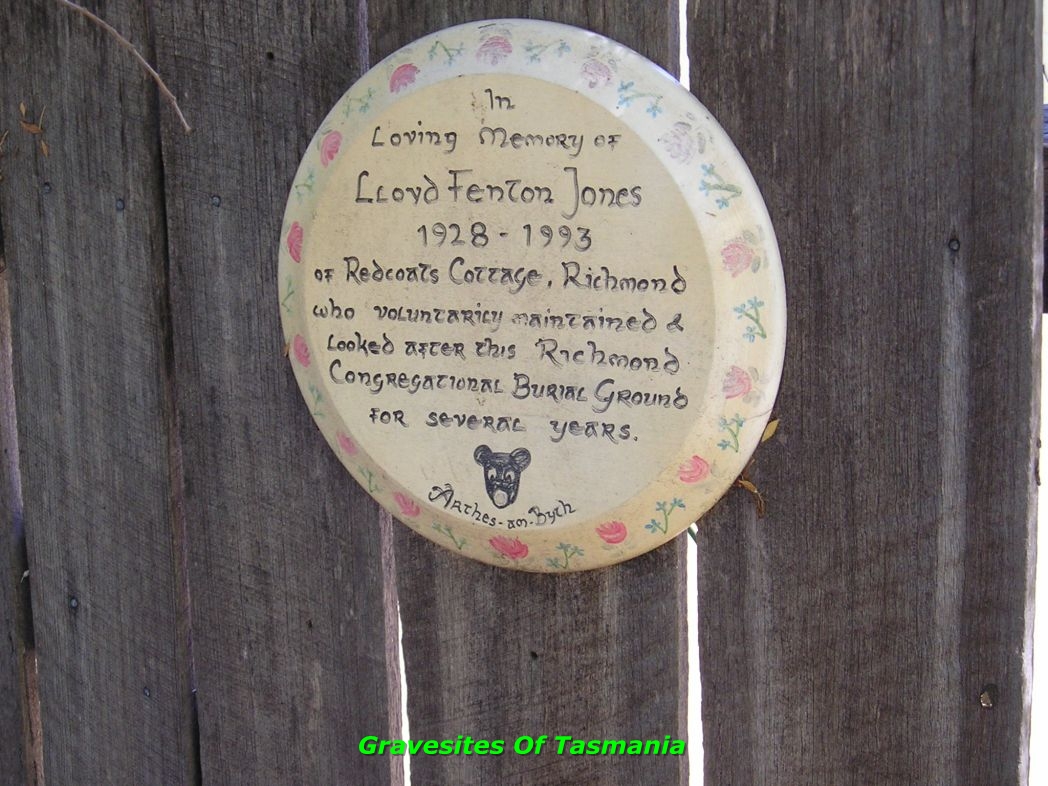 In
Loving Memory of
Lloyd Fenton Jones
1928 - 1993
of Redcoats Cottage, Richmond
who voluntarily maintained &
looked after this Richmond
Congregational Burial Ground
for several years.
Arthes-am-Byth
Gravesites Of Tasmania